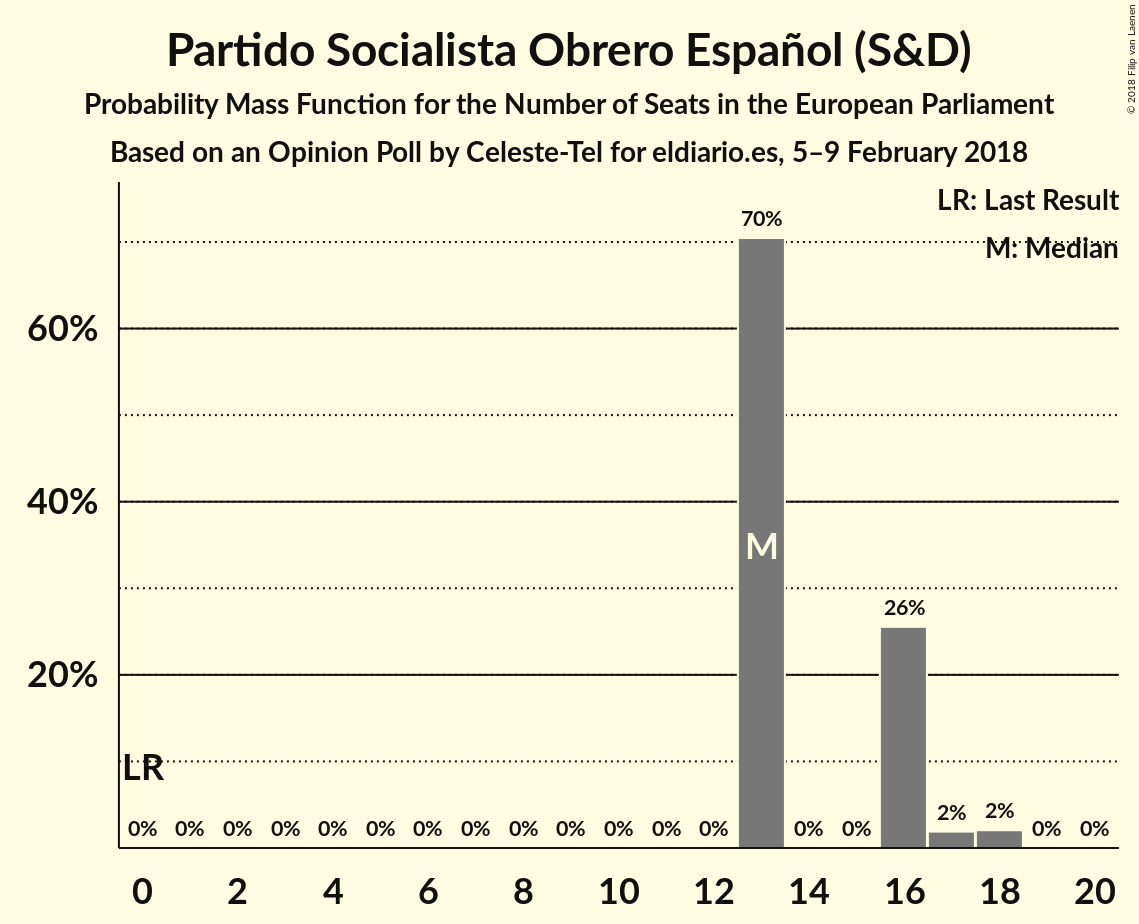 Partido Socialista Obrero Español (S&D)
Probability Mass Function for the Number of Seats in the European Parliament
Based on an Opinion Poll by Celeste-Tel for eldiario.es, 5–9 February 2018
© 2018 Filip van Laenen
LR: Last Result
M: Median
70%
60%
40%
M
26%
20%
LR
0% 0% 0% 0% 0% 0% 0% 0% 0% 0% 0% 0% 0% 0% 0% 2% 2% 0% 0%
0 2 4 6 8 10 12 14 16 18 20